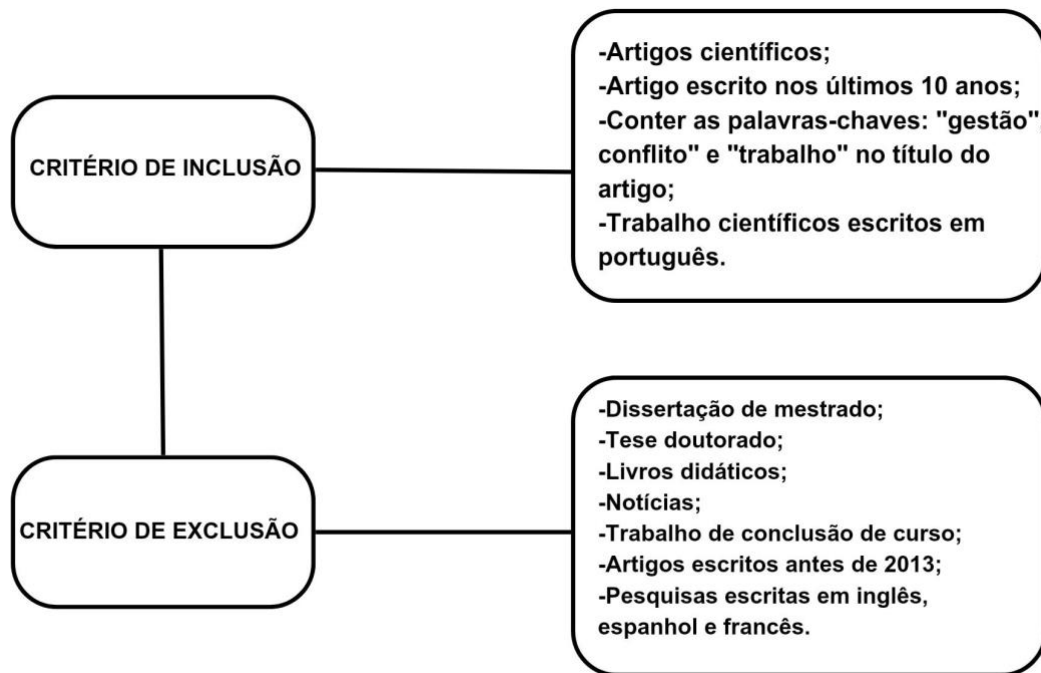 CRITÉRIO DE INCLUSÃO
-Artigos científicos;
-Artigo escrito nos últimos 10 anos;
-Conter as palavras-chaves: "gestão",
conflito" e "trabalho" no título do
artigo;
-Trabalho científicos escritos em
português.
CRITÉRIO DE EXCLUSÃO
-Dissertação de mestrado;
-Tese doutorado;
-Livros didáticos;
-Notícias;
-Trabalho de conclusão de curso;
-Artigos escritos antes de 2013;
-Pesquisas escritas em inglês,
espanhol e francês.